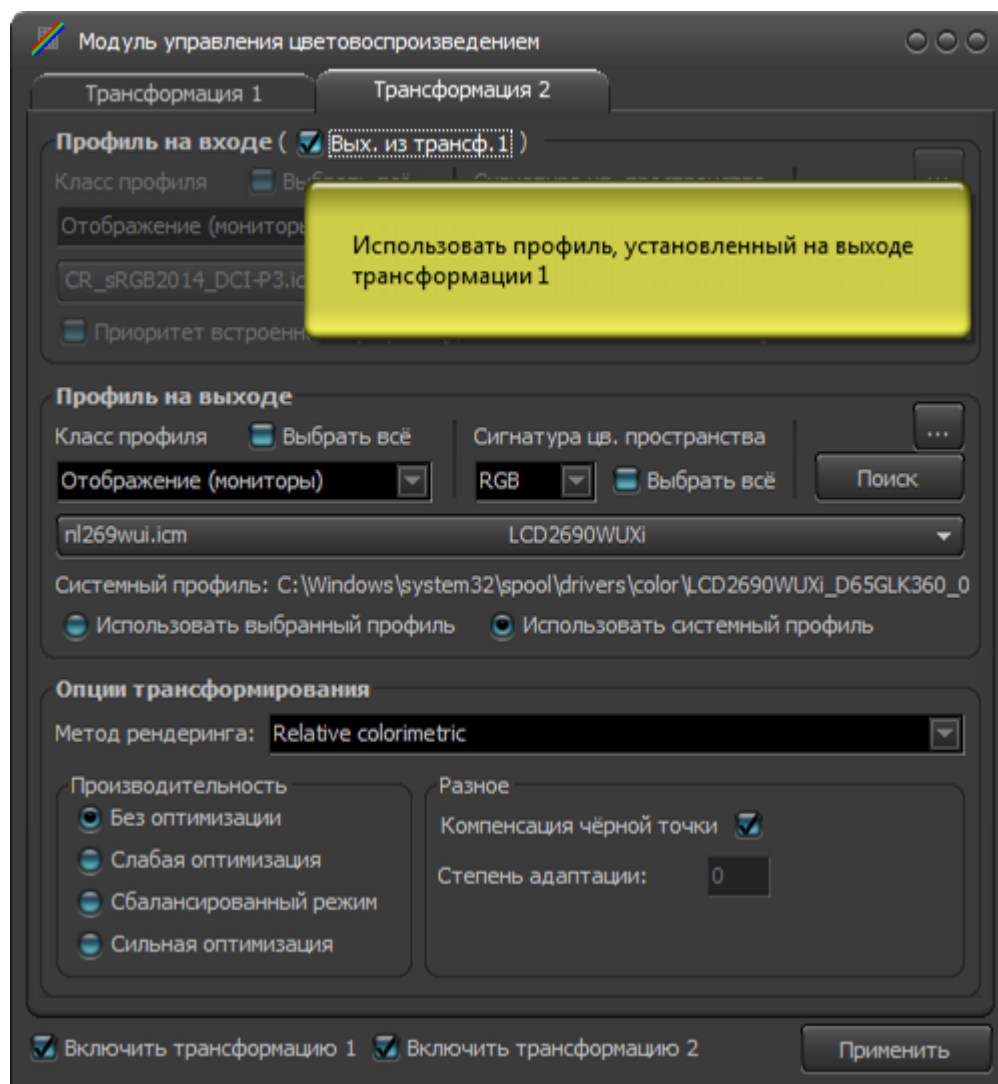 Модуль управления цветовоспроизведением
Трансформация 1 Трансформация 2
Профиль на входе ( Вых. из трансф.1 )
Класс профиля ...
Отображение (мониторы
Использовать профиль, установленный на выходе
трансформации 1
CR_sRGB2014_DCI-P3.ic
Приоритет
Профиль на выходе
Класс профиля Выбрать всё Сигнатура цв. пространства ...
Отображение (мониторы) RGB Выбрать всё Поиск
nl269wui.icm LCD2690WUXi
Системный профиль: C:\Windows\system32\spool\drivers\color\LCD2690WUXi_D65GLK360_0
Использовать выбранный профиль Использовать системный профиль
Опции трансформирования
Метод рендеринга: Relative colorimetric
Производительность Разное
Без оптимизации Компенсация чёрной точки
Слабая оптимизация Степень адаптации: 0
Сбалансированный режим
Сильная оптимизация
Включить трансформацию 1 Включить трансформацию 2 Применить